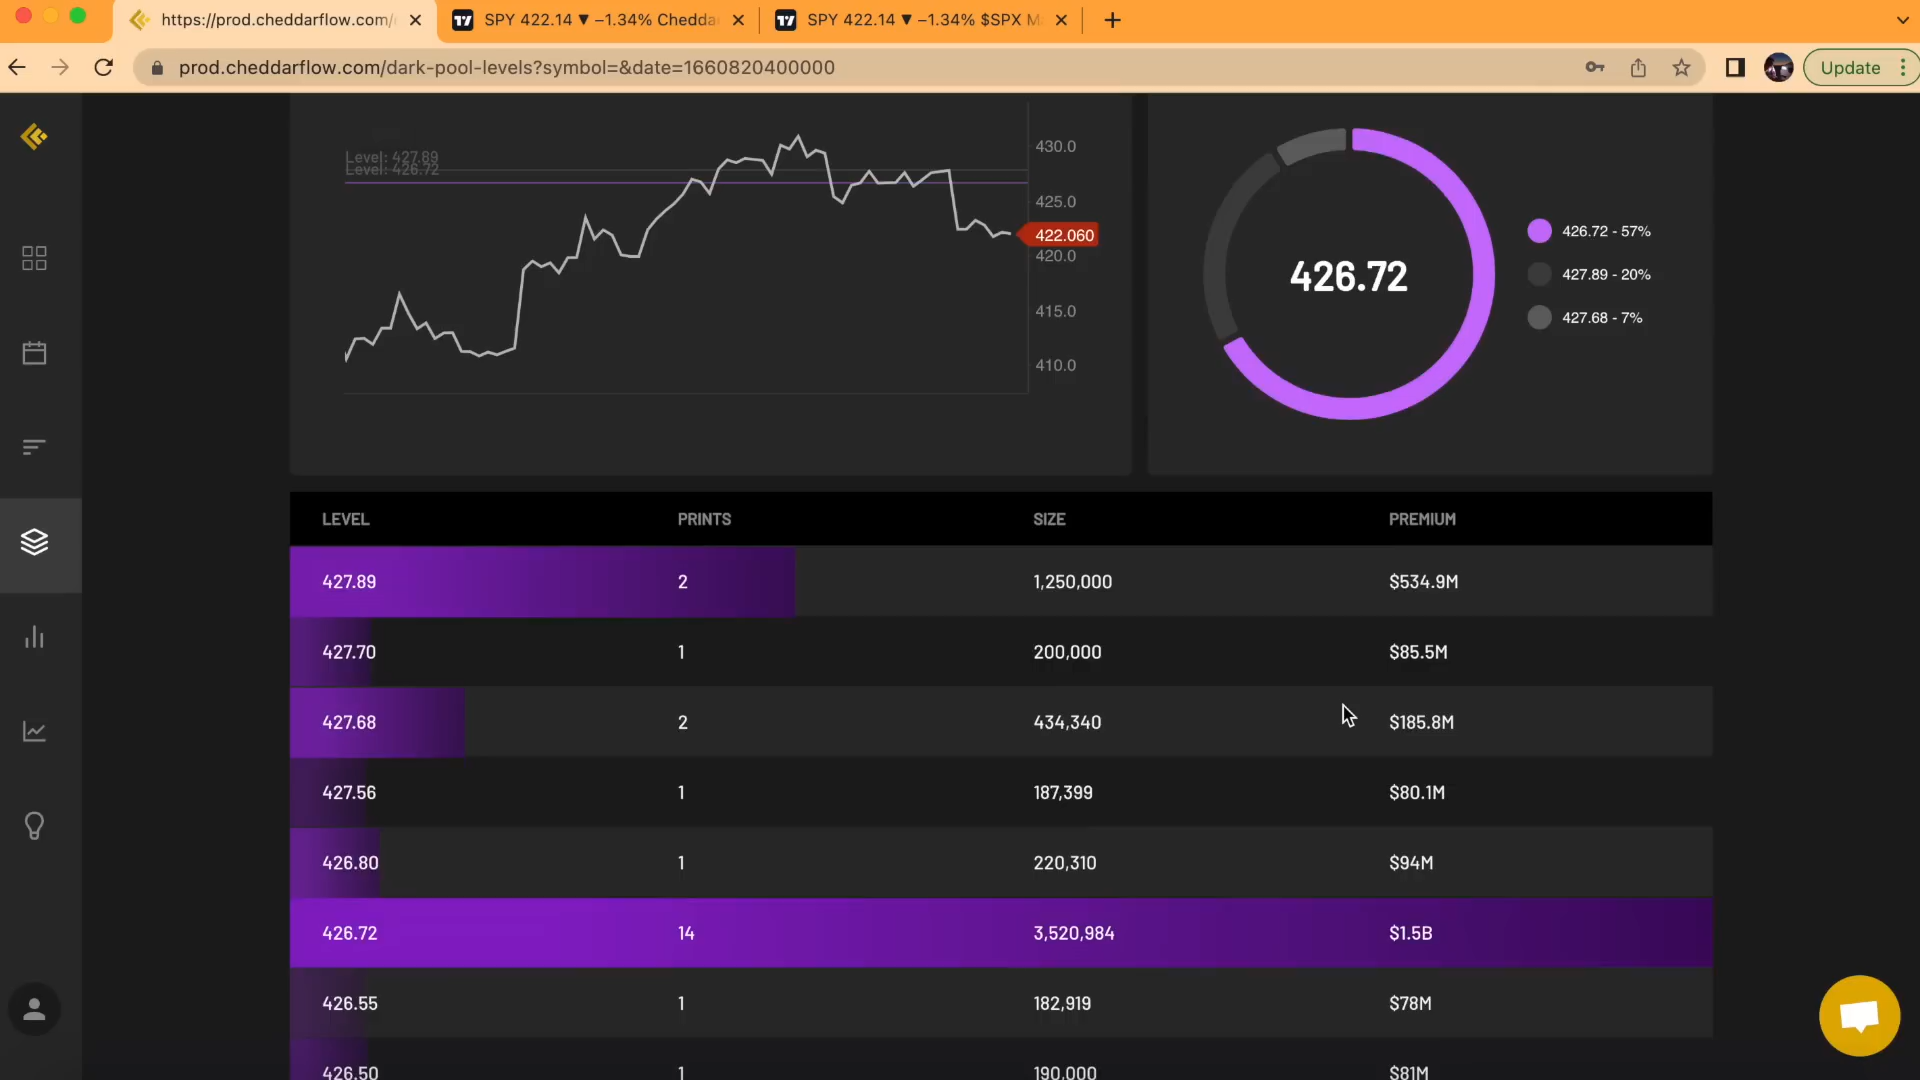 https://prod.cheddarflow.com/
SPY 422.14 ▼ −1.34% Chedda
SPY 422.14 ▼ −1.34% $SPX M
prod.cheddarflow.com/dark-pool-levels?symbol=&date=1660820400000
Update
Level: 427.89
Level: 426.72
430.0
425.0
422.060
420.0
415.0
410.0
426.72
426.72 - 57%
427.89 - 20%
427.68 - 7%
LEVEL PRINTS SIZE PREMIUM
427.89 2 1,250,000 $534.9M
427.70 1 200,000 $85.5M
427.68 2 434,340 $185.8M
427.56 1 187,399 $80.1M
426.80 1 220,310 $94M
426.72 14 3,520,984 $1.5B
426.55 1 182,919 $78M
426.50 1 190,000 $81M